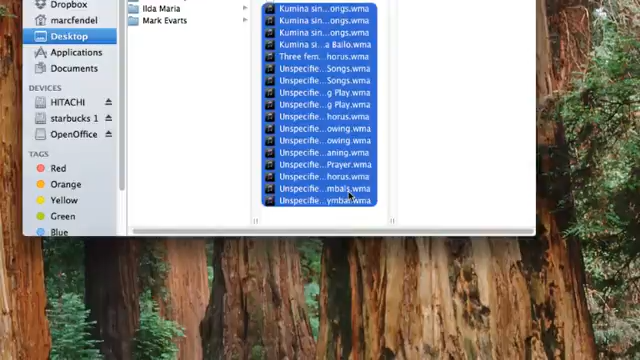 Dropbox
marcfendel
Desktop
Applications
Documents
DEVICES
HITACHI
starbucks 1
OpenOffice
TAGS
Red
Orange
Yellow
Green
Blue
Ilda Maria
Mark Evarts
Kumina sin...ongs.wma
Kumina sin...ongs.wma
Kumina sin...ongs.wma
Kumina si...a Bailo.wma
Three fem...horus.wma
Unspecifie...Songs.wma
Unspecifie...Songs.wma
Unspecifie...g Play.wma
Unspecifie...g Play.wma
Unspecifie...horus.wma
Unspecifie...owing.wma
Unspecifie...owing.wma
Unspecifie...aning.wma
Unspecifie...Prayer.wma
Unspecifie...horus.wma
Unspecifie...mbals.wma
Unspecifie...ymbal.wma